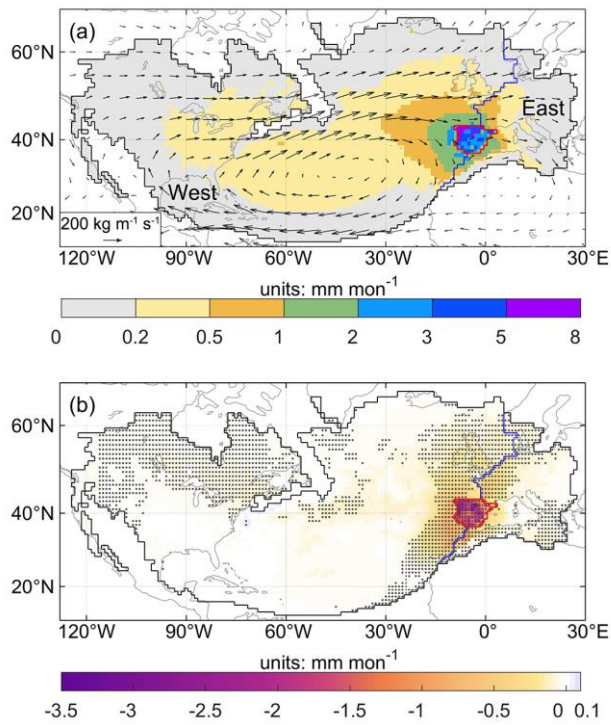 (a)
60°N
East
40°N
West
20°N
200 kg m⁻¹ s⁻¹
120°W 90°W 60°W 30°W 0° 30°E
units: mm mon⁻¹
0 0.2 0.5 1 2 3 5 8
(b)
60°N
40°N
20°N
120°W 90°W 60°W 30°W 0° 30°E
units: mm mon⁻¹
-3.5 -3 -2.5 -2 -1.5 -1 -0.5 0 0.1